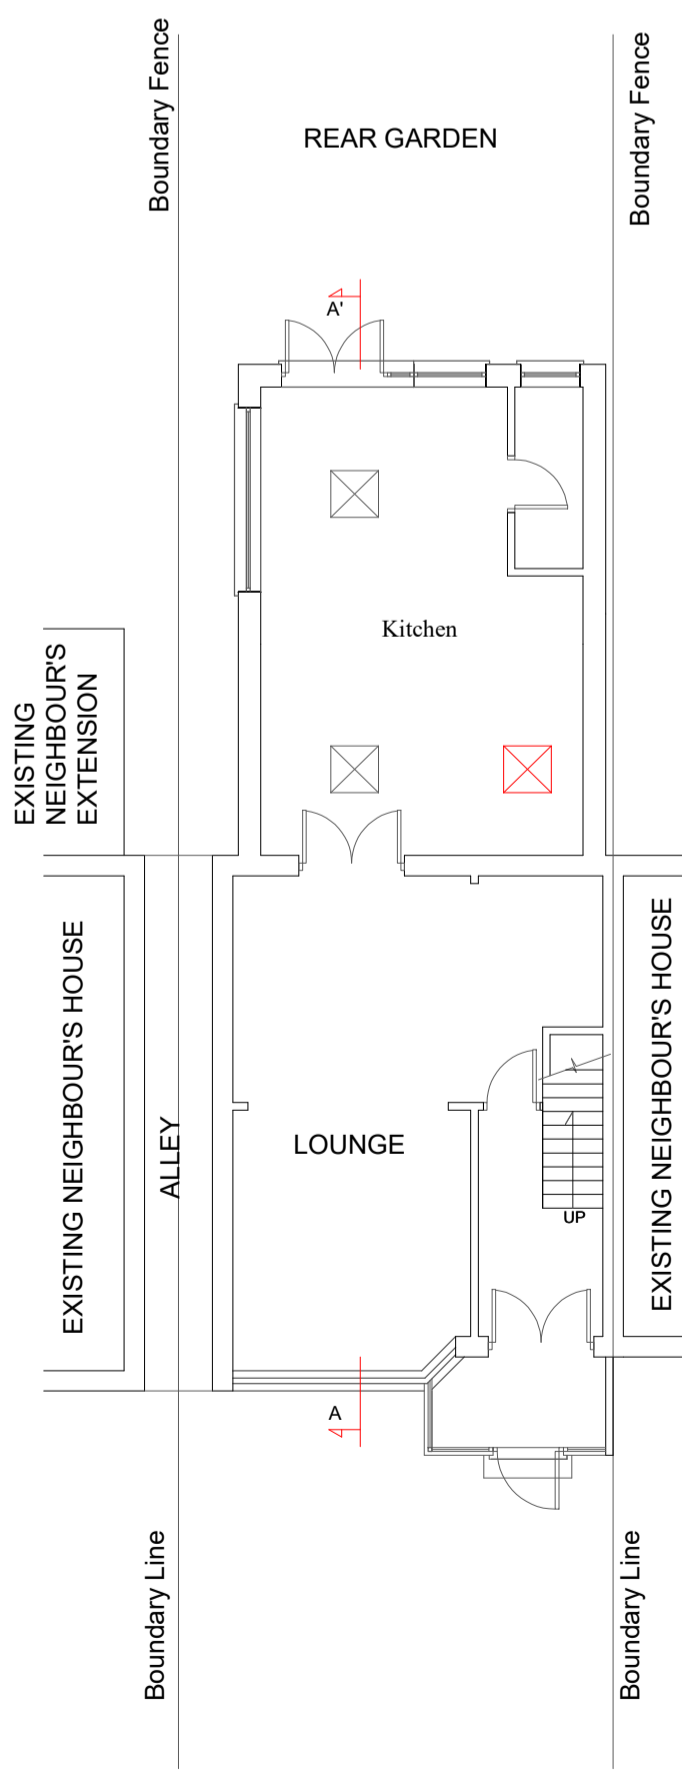 Boundary Fence
Boundary Fence
REAR GARDEN
A'
Kitchen
EXISTING
NEIGHBOUR'S
EXTENSION
EXISTING NEIGHBOUR'S HOUSE
ALLEY
LOUNGE
UP
EXISTING NEIGHBOUR'S HOUSE
A
Boundary Line
Boundary Line